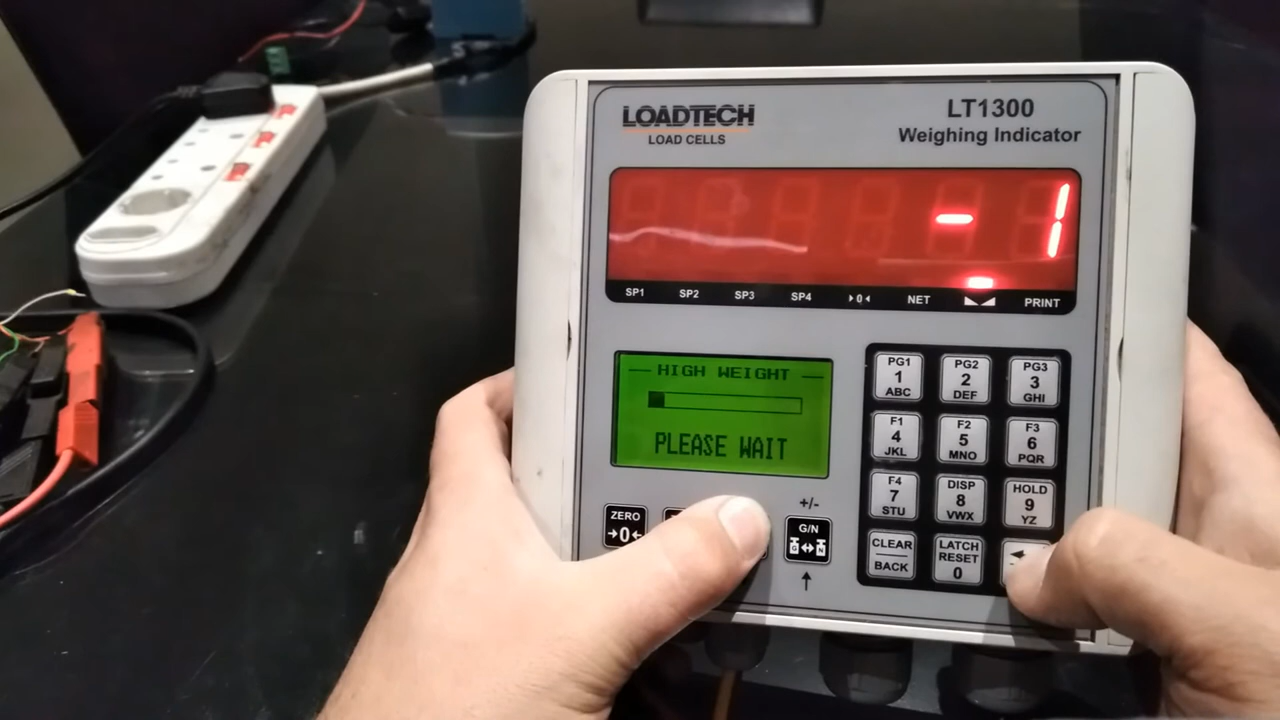 LOADTECH
LOAD CELLS
LT1300
Weighing Indicator
- 1
SP1 SP2 SP3 SP4 →0← NET PRINT
HIGH WEIGHT
PLEASE WAIT
PG1
1
ABC
PG2
2
DEF
PG3
3
GHI
F1
4
JKL
F2
5
MNO
F3
6
PQR
F4
7
STU
DISP
8
VWX
HOLD
9
YZ
CLEAR
BACK
LATCH
RESET
0
ZERO
→0←
+/-
G/N
G ↔ N
↑